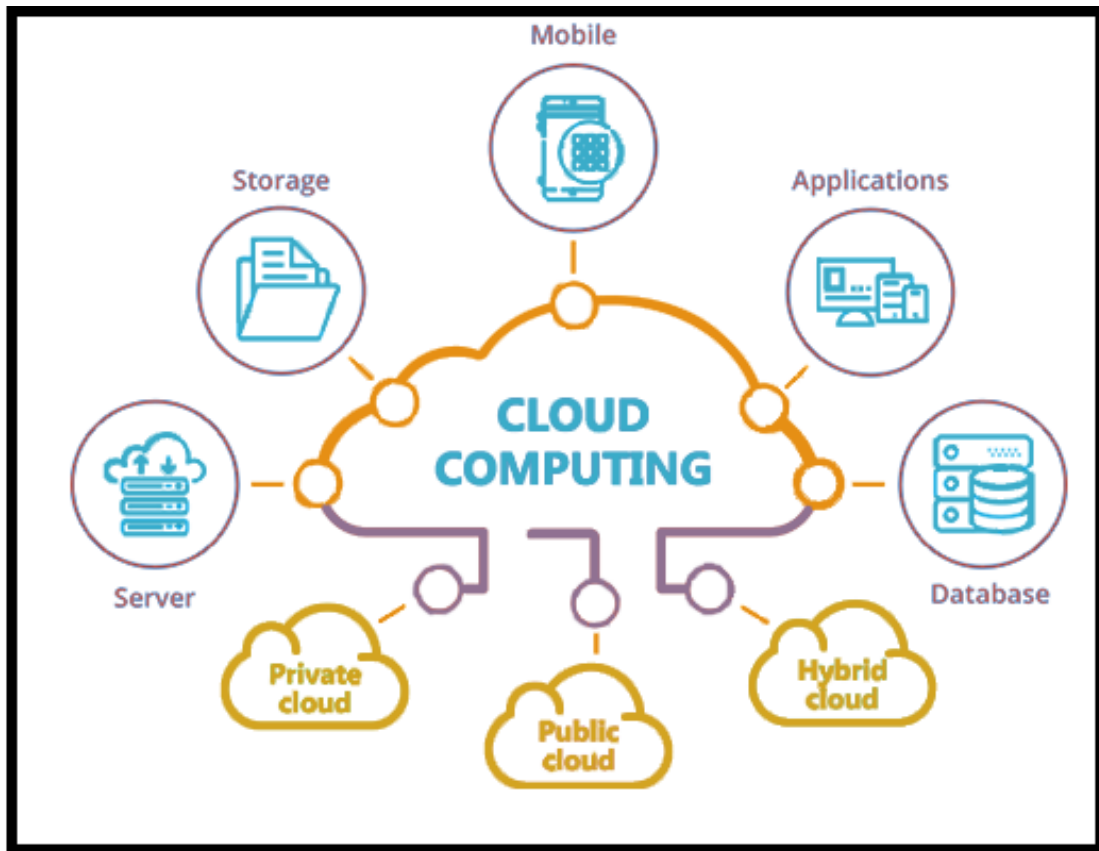 Mobile
Storage
Applications
CLOUD
COMPUTING
Server
Database
Private
cloud
Public
cloud
Hybrid
cloud